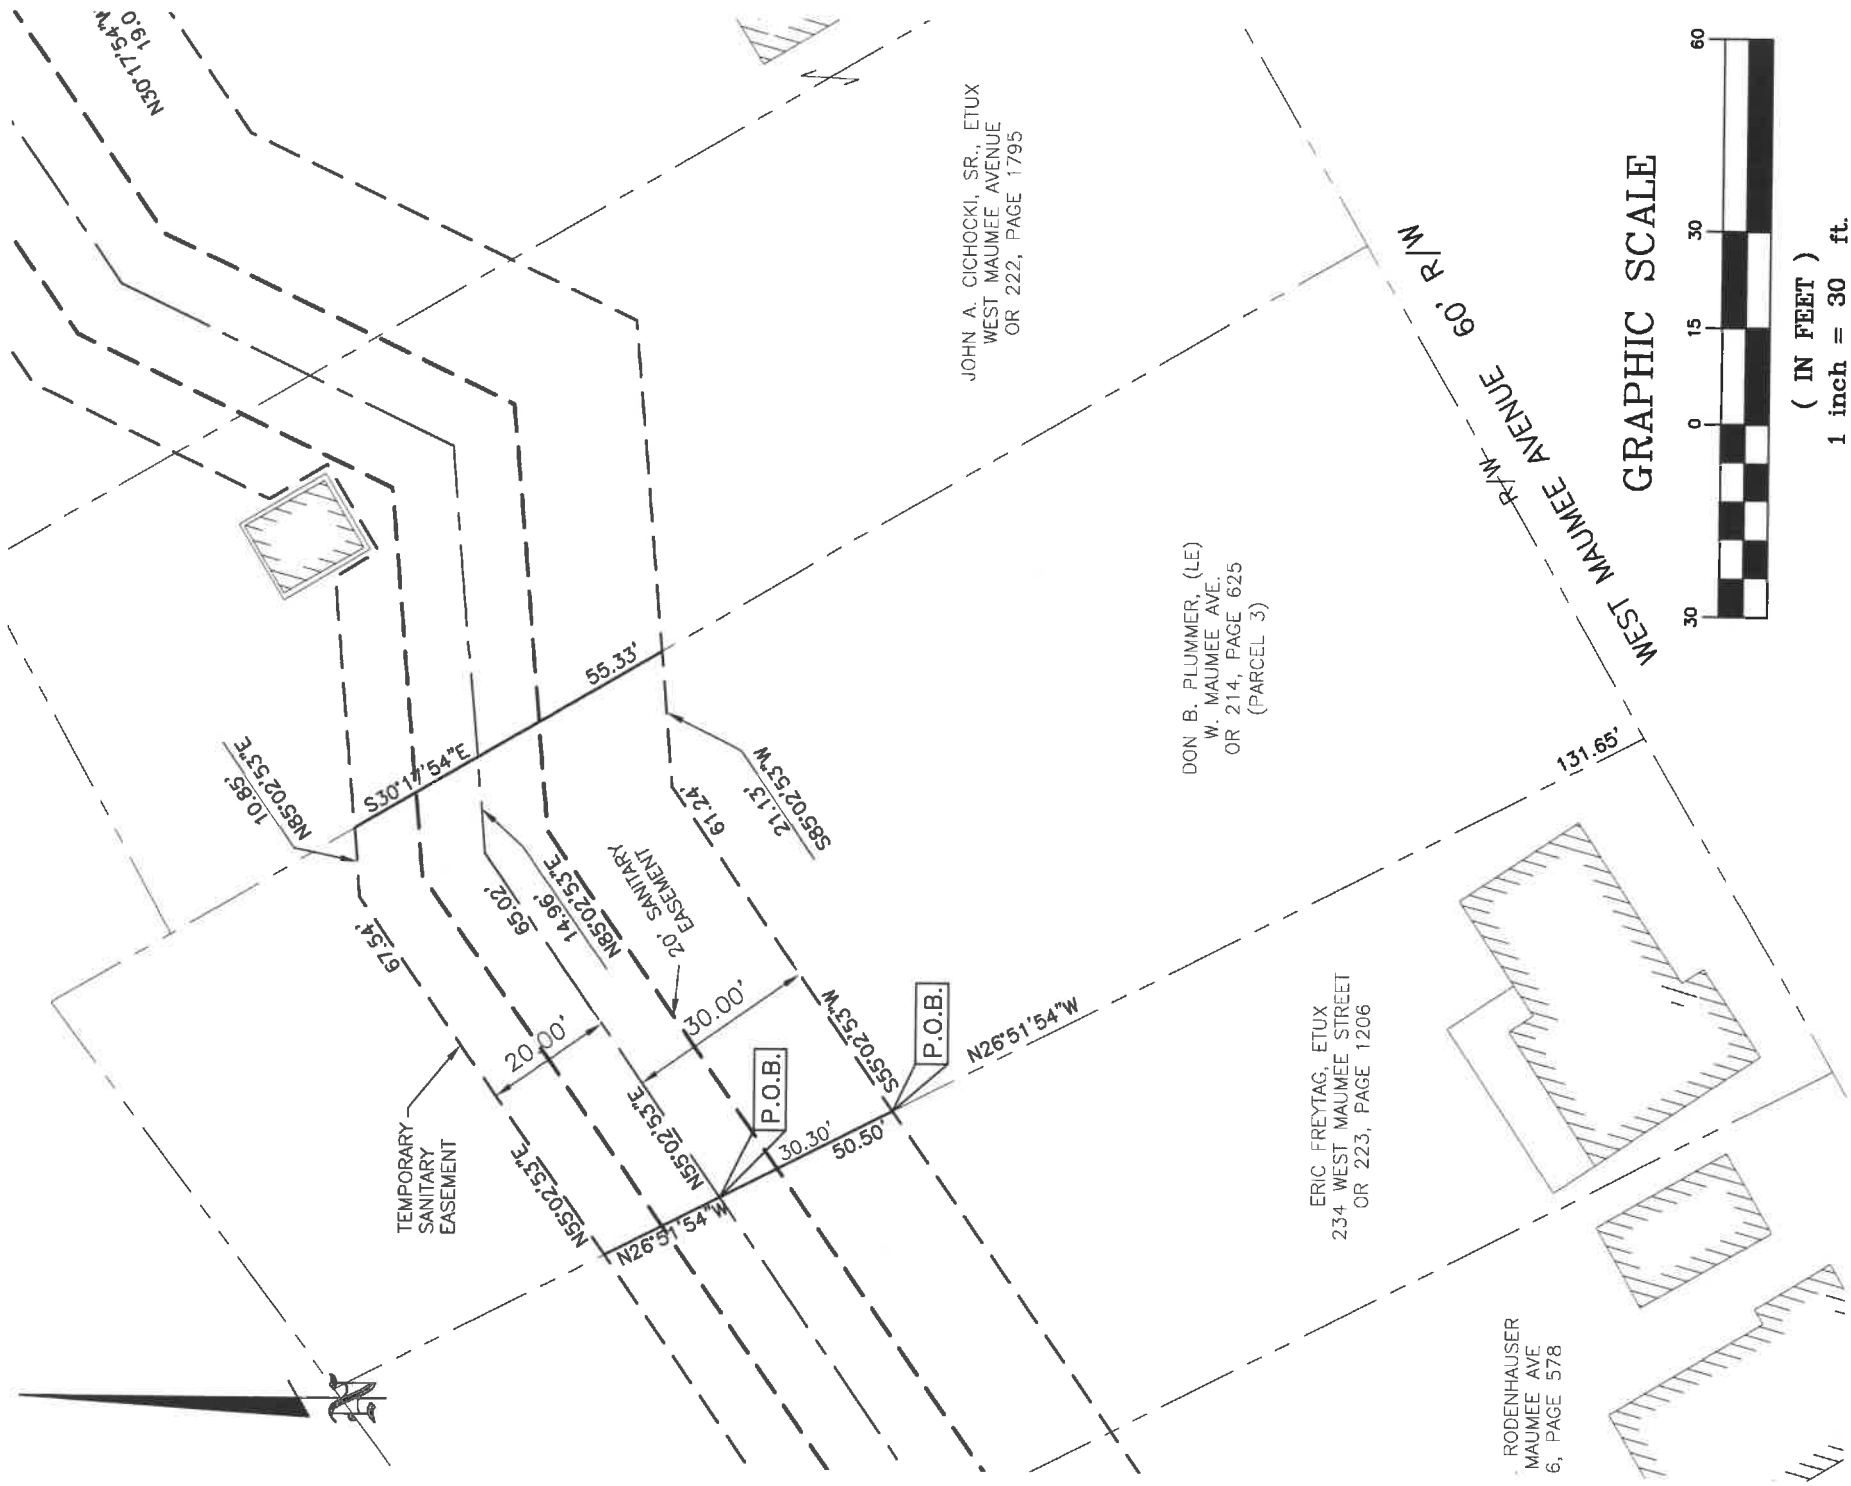 N30°17'54"W
19.0
JOHN A. CICHOCKI, SR., ETUX
WEST MAUMEE AVENUE
OR 222, PAGE 1795
10.85'
N85°02'53"E
S30°17'54"E
55.33'
67.54'
65.02'
14.96'
N85°02'53"E
20' SANITARY
EASEMENT
61.24'
21.13'
S85°02'53"W
DON B. PLUMMER, (LE)
W. MAUMEE AVE.
OR 214, PAGE 625
(PARCEL 3)
TEMPORARY
SANITARY
EASEMENT
20.00'
30.00'
N55°02'53"E
N55°02'53"E
S55°02'53"W
P.O.B.
P.O.B.
N26°51'54"W
30.30'
50.50'
N26°51'54"W
131.65'
ERIC FREYTAG, ETUX
234 WEST MAUMEE STREET
OR 223, PAGE 1206
RODENHAUSER
MAUMEE AVE
6, PAGE 578
R/W
WEST MAUMEE AVENUE 60' R/W
GRAPHIC SCALE
30 0 15 30 60
( IN FEET )
1 inch = 30 ft.